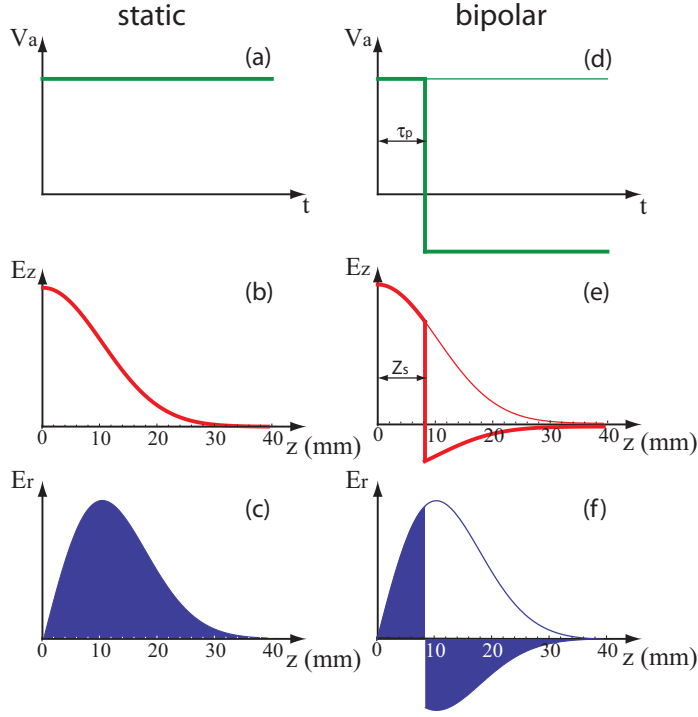 static
bipolar
Va
(a)
t
Va
(d)
τp
t
Ez
(b)
0 10 20 30 40
z (mm)
Ez
(e)
Zs
0 10 20 30 40
z (mm)
Er
(c)
0 10 20 30 40
z (mm)
Er
(f)
0 10 20 30 40
z (mm)